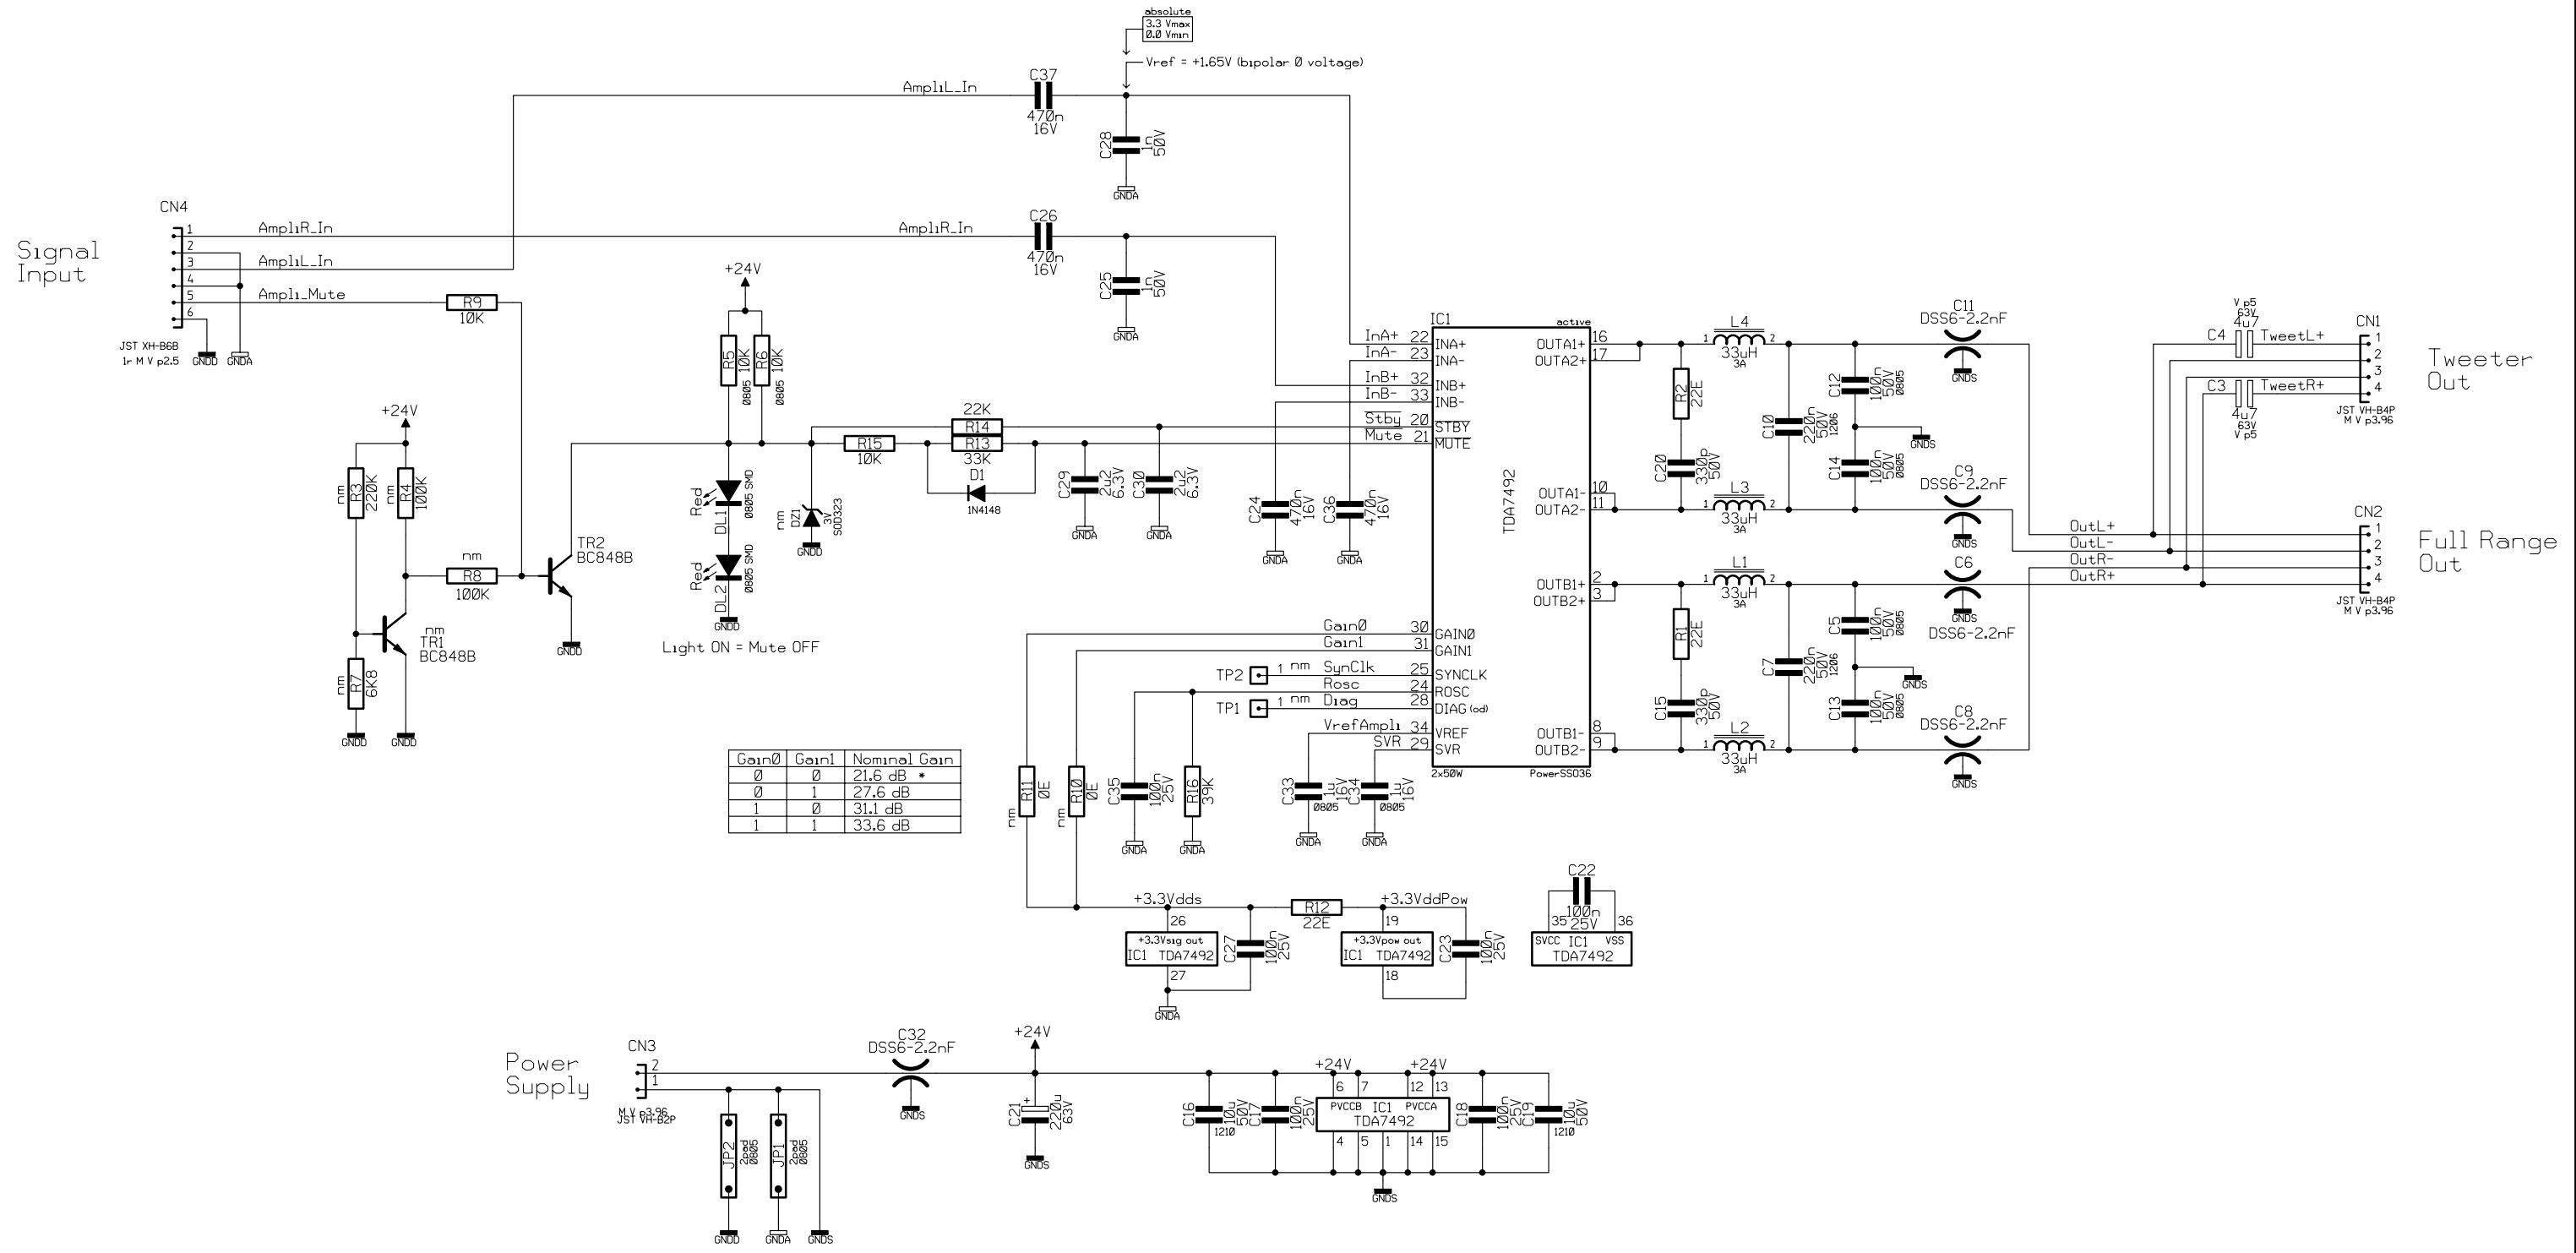 absolute
3.3 Vmax
0.0 Vmin
Vref = +1.65V (bipolar 0 voltage)
AmpliL_In
C37
470n
16V
C28
1n
50V
GNDA
Signal
Input
CN4
1
2
3
4
5
6
AmpliR_In
AmpliL_In
Ampli_Mute
JST XH-B6B
1r M V p2.5
GNDD
GNDA
R9
10K
AmpliR_In
C26
470n
16V
C25
1n
50V
GNDA
+24V
R5
10K
0805
R6
10K
0805
+24V
nm
R3
220K
nm
R4
100K
nm
R8
100K
TR2
BC848B
GNDD
nm
TR1
BC848B
nm
R7
6K8
GNDD
GNDD
Red
DL1
0805 SMD
Red
DL2
0805 SMD
GNDD
Light ON = Mute OFF
nm
DZ1
3V
SOD323
GNDD
R15
10K
22K
R14
R13
33K
D1
1N4148
C29
2u2
6.3V
GNDA
C30
2u2
6.3V
GNDA
C24
470n
16V
GNDA
C36
470n
16V
GNDA
IC1
active
InA+ 22 INA+
InA- 23 INA-
InB+ 32 INB+
InB- 33 INB-
Stby 20 STBY
Mute 21 MUTE
TDA7492
Gain0 30 GAIN0
Gain1 31 GAIN1
TP2 1 nm SynClk 25 SYNCLK
Rosc 24 ROSC
TP1 1 nm Diag 28 DIAG (od)
VrefAmpli 34 VREF
SVR 29 SVR
2x50W
PowerSSO36
OUTA1+ 16
OUTA2+ 17
OUTA1- 10
OUTA2- 11
OUTB1+ 2
OUTB2+ 3
OUTB1- 8
OUTB2- 9
R2
22E
C20
330p
50V
1 L4 2
33uH
3A
1 L3 2
33uH
3A
C10
220n
50V
1206
C12
100n
50V
0805
C14
100n
50V
0805
GNDS
C11
DSS6-2.2nF
GNDS
C9
DSS6-2.2nF
GNDS
R1
22E
C15
330p
50V
1 L1 2
33uH
3A
1 L2 2
33uH
3A
C7
220n
50V
1206
C5
100n
50V
0805
C13
100n
50V
0805
GNDS
C6
GNDS
DSS6-2.2nF
C8
DSS6-2.2nF
GNDS
V p5
63V
4u7
C4
TweetL+
C3
TweetR+
4u7
63V
V p5
CN1
1
2
3
4
JST VH-B4P
M V p3.96
Tweeter
Out
OutL+
OutL-
OutR-
OutR+
CN2
1
2
3
4
JST VH-B4P
M V p3.96
Full Range
Out
Gain0 Gain1 Nominal Gain
0 0 21.6 dB *
0 1 27.6 dB
1 0 31.1 dB
1 1 33.6 dB
nm
R11
0E
nm
R10
0E
C35
100n
25V
GNDA
R16
39K
GNDA
C33
1u
16V
0805
GNDA
C34
1u
16V
0805
GNDA
+3.3Vdds
26
+3.3Vsig out
IC1 TDA7492
27
GNDA
C27
100n
25V
R12
22E
+3.3VddPow
19
+3.3Vpow out
IC1 TDA7492
18
C23
100n
25V
C22
100n
25V
35
36
SVCC IC1 VSS
TDA7492
Power
Supply
CN3
2
1
M V p3.96
JST VH-B2P
JP2
2pad
0805
JP1
2pad
0805
GNDD
GNDA
GNDS
C32
DSS6-2.2nF
GNDS
+24V
C21
+
220u
63V
GNDS
C16
10u
50V
1210
C17
100n
25V
+24V
+24V
6 7 12 13
PVCCB IC1 PVCCA
TDA7492
4 5 1 14 15
GNDS
C18
100n
25V
C19
10u
50V
1210